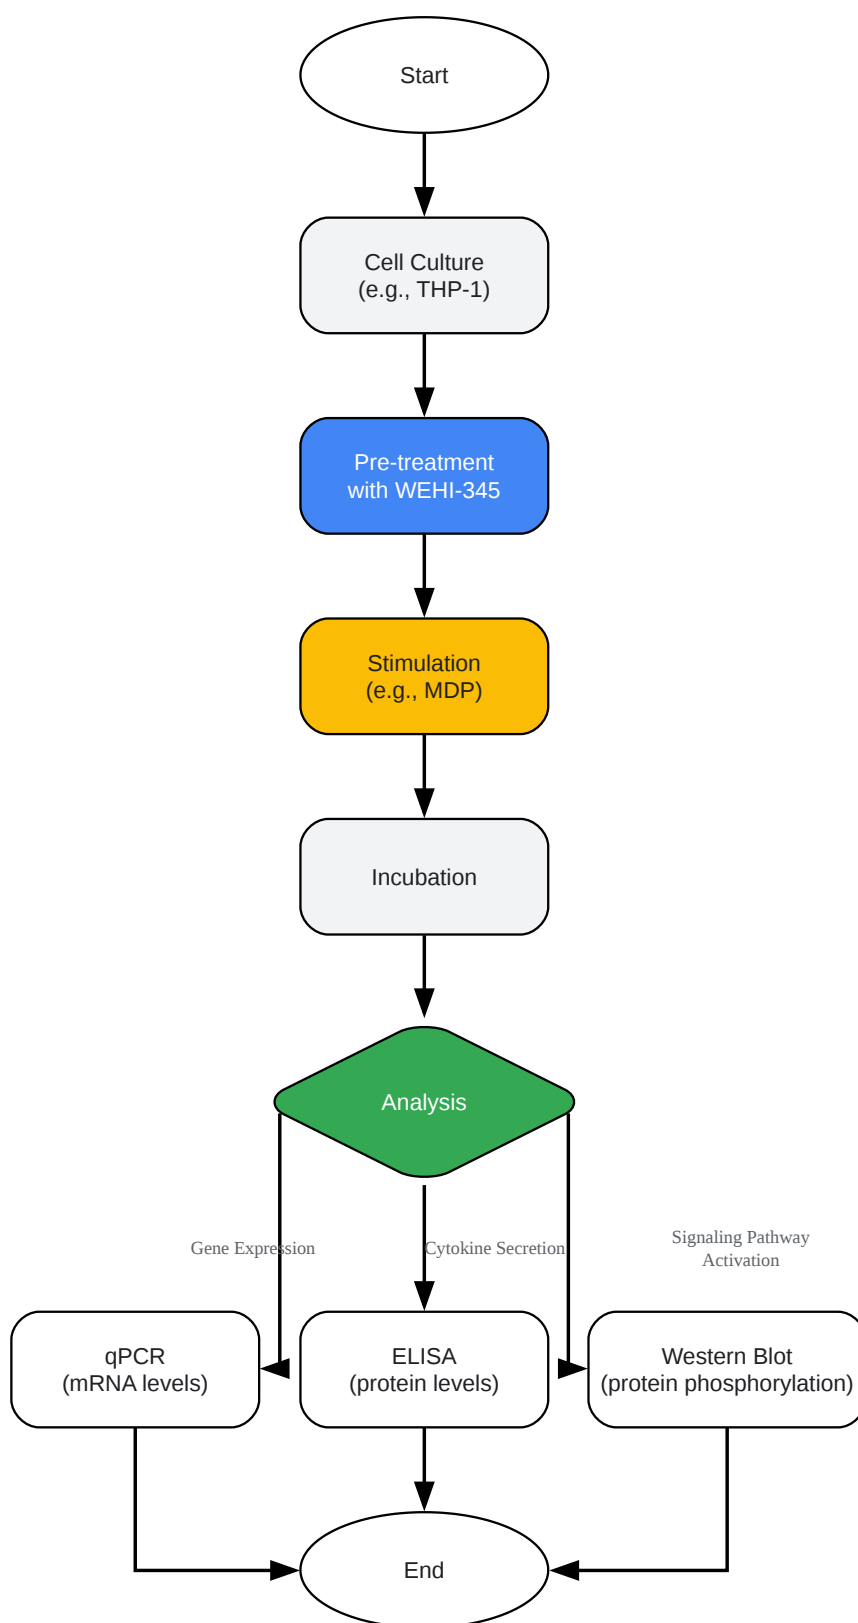 Start
Cell Culture
(e.g., THP-1)
Pre-treatment
with WEHI-345
Stimulation
(e.g., MDP)
Incubation
Analysis
Gene Expression
Cytokine Secretion
Signaling Pathway
Activation
qPCR
(mRNA levels)
ELISA
(protein levels)
Western Blot
(protein phosphorylation)
End